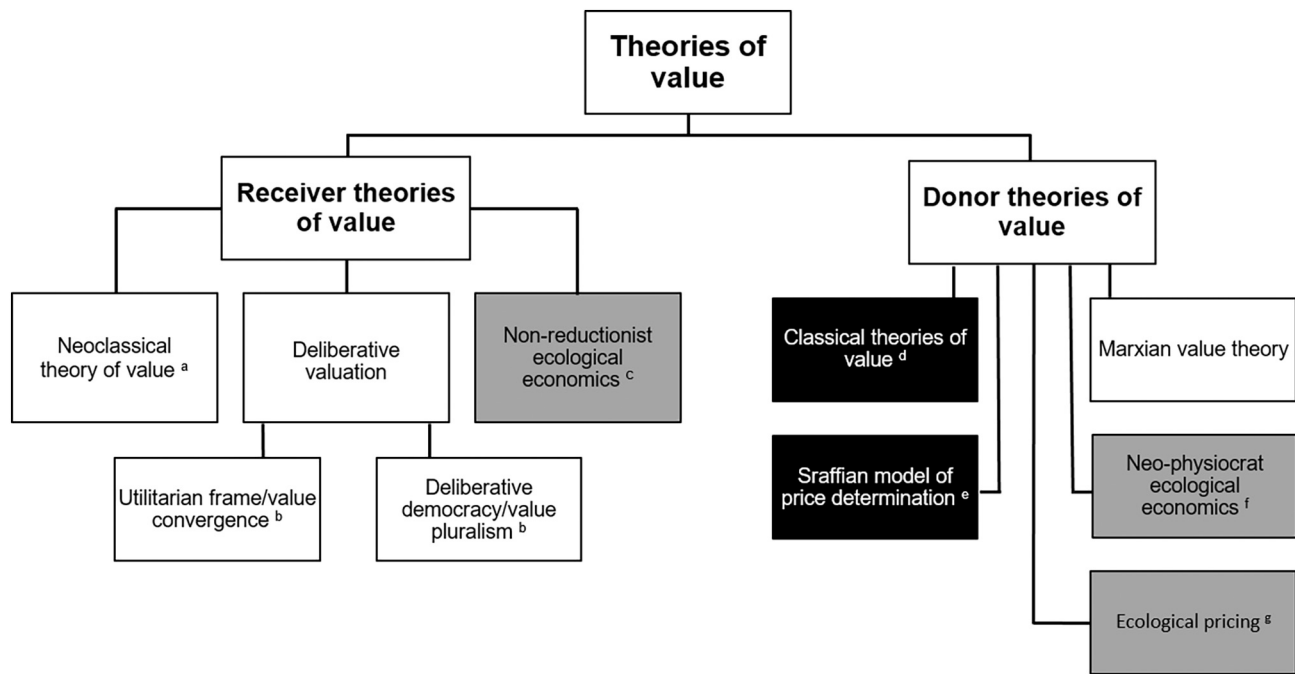 Theories of
value
Receiver theories
of value
Donor theories of
value
Neoclassical
theory of value ᵃ
Deliberative
valuation
Non-reductionist
ecological
economics ᶜ
Utilitarian frame/value
convergence ᵇ
Deliberative
democracy/value
pluralism ᵇ
Classical theories of
value ᵈ
Marxian value theory
Sraffian model of
price determination ᵉ
Neo-physiocrat
ecological
economics ᶠ
Ecological pricing ᵍ